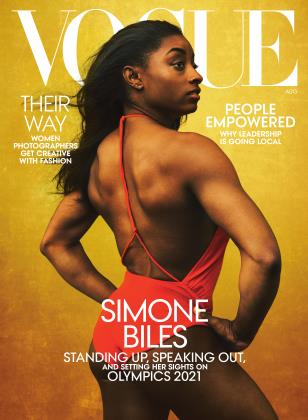 VOGUE
AUG
THEIR
WAY
WOMEN
PHOTOGRAPHERS
GET CREATIVE
WITH FASHION
PEOPLE
EMPOWERED
WHY LEADERSHIP
IS GOING LOCAL
SIMONE
BILES
STANDING UP, SPEAKING OUT,
AND SETTING HER SIGHTS ON
OLYMPICS 2021